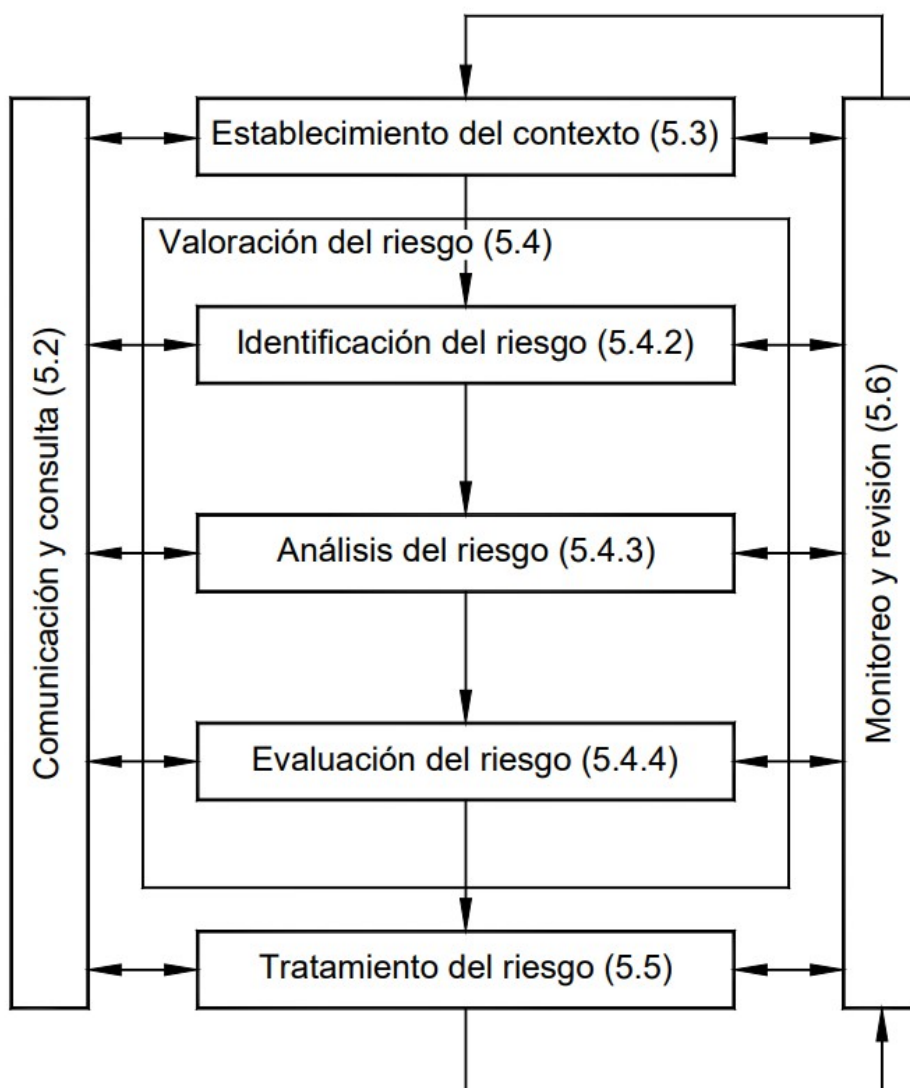 Establecimiento del contexto (5.3)
Valoración del riesgo (5.4)
Identificación del riesgo (5.4.2)
Análisis del riesgo (5.4.3)
Evaluación del riesgo (5.4.4)
Tratamiento del riesgo (5.5)
Comunicación y consulta (5.2)
Monitoreo y revisión (5.6)